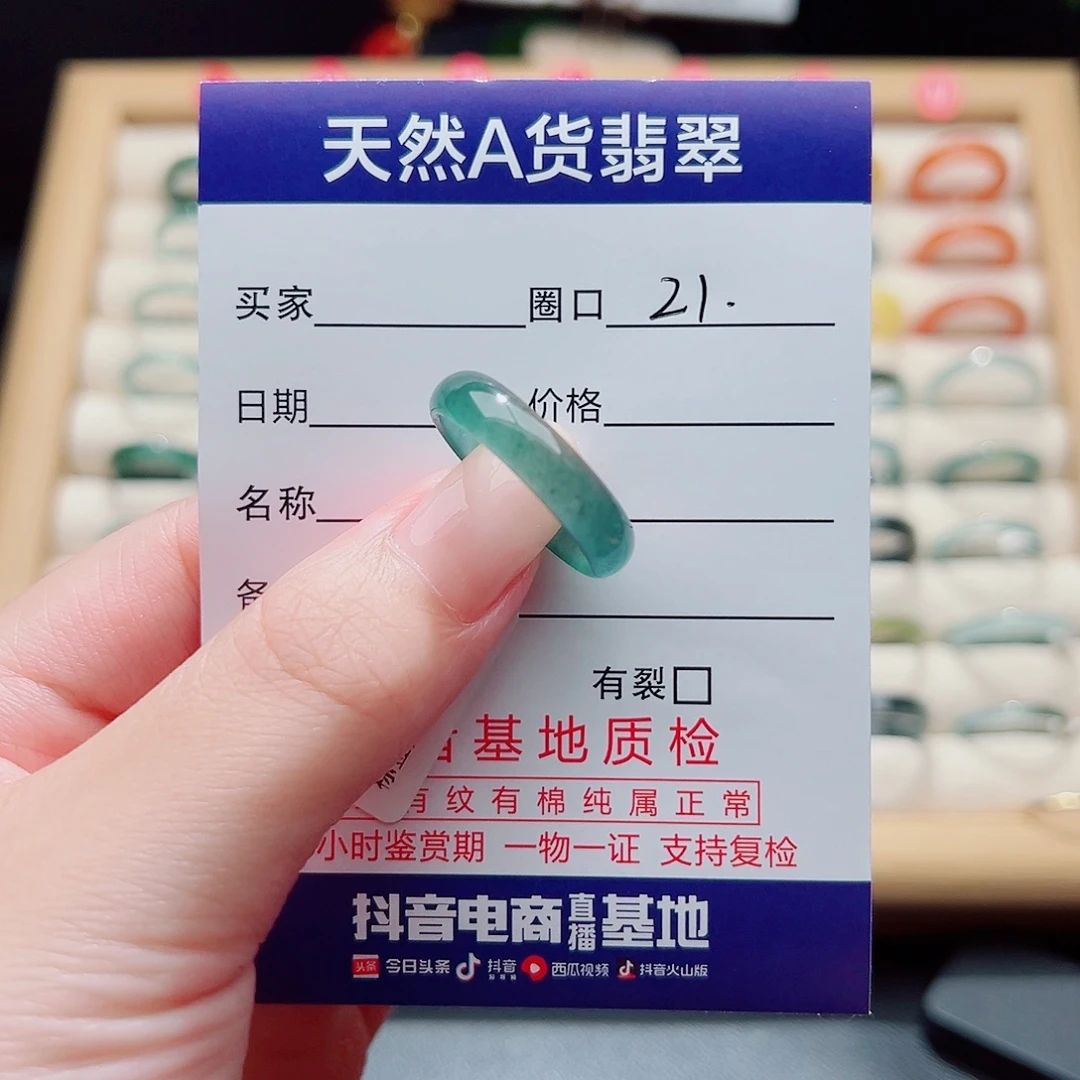 天然A货翡翠
买家 圈口 21.
日期 价格
名称
备
有裂
基地质检
有纹有棉纯属正常
小时鉴赏期 一物一证 支持复检
抖音电商直播基地
头条 今日头条 抖音 西瓜视频 抖音火山版